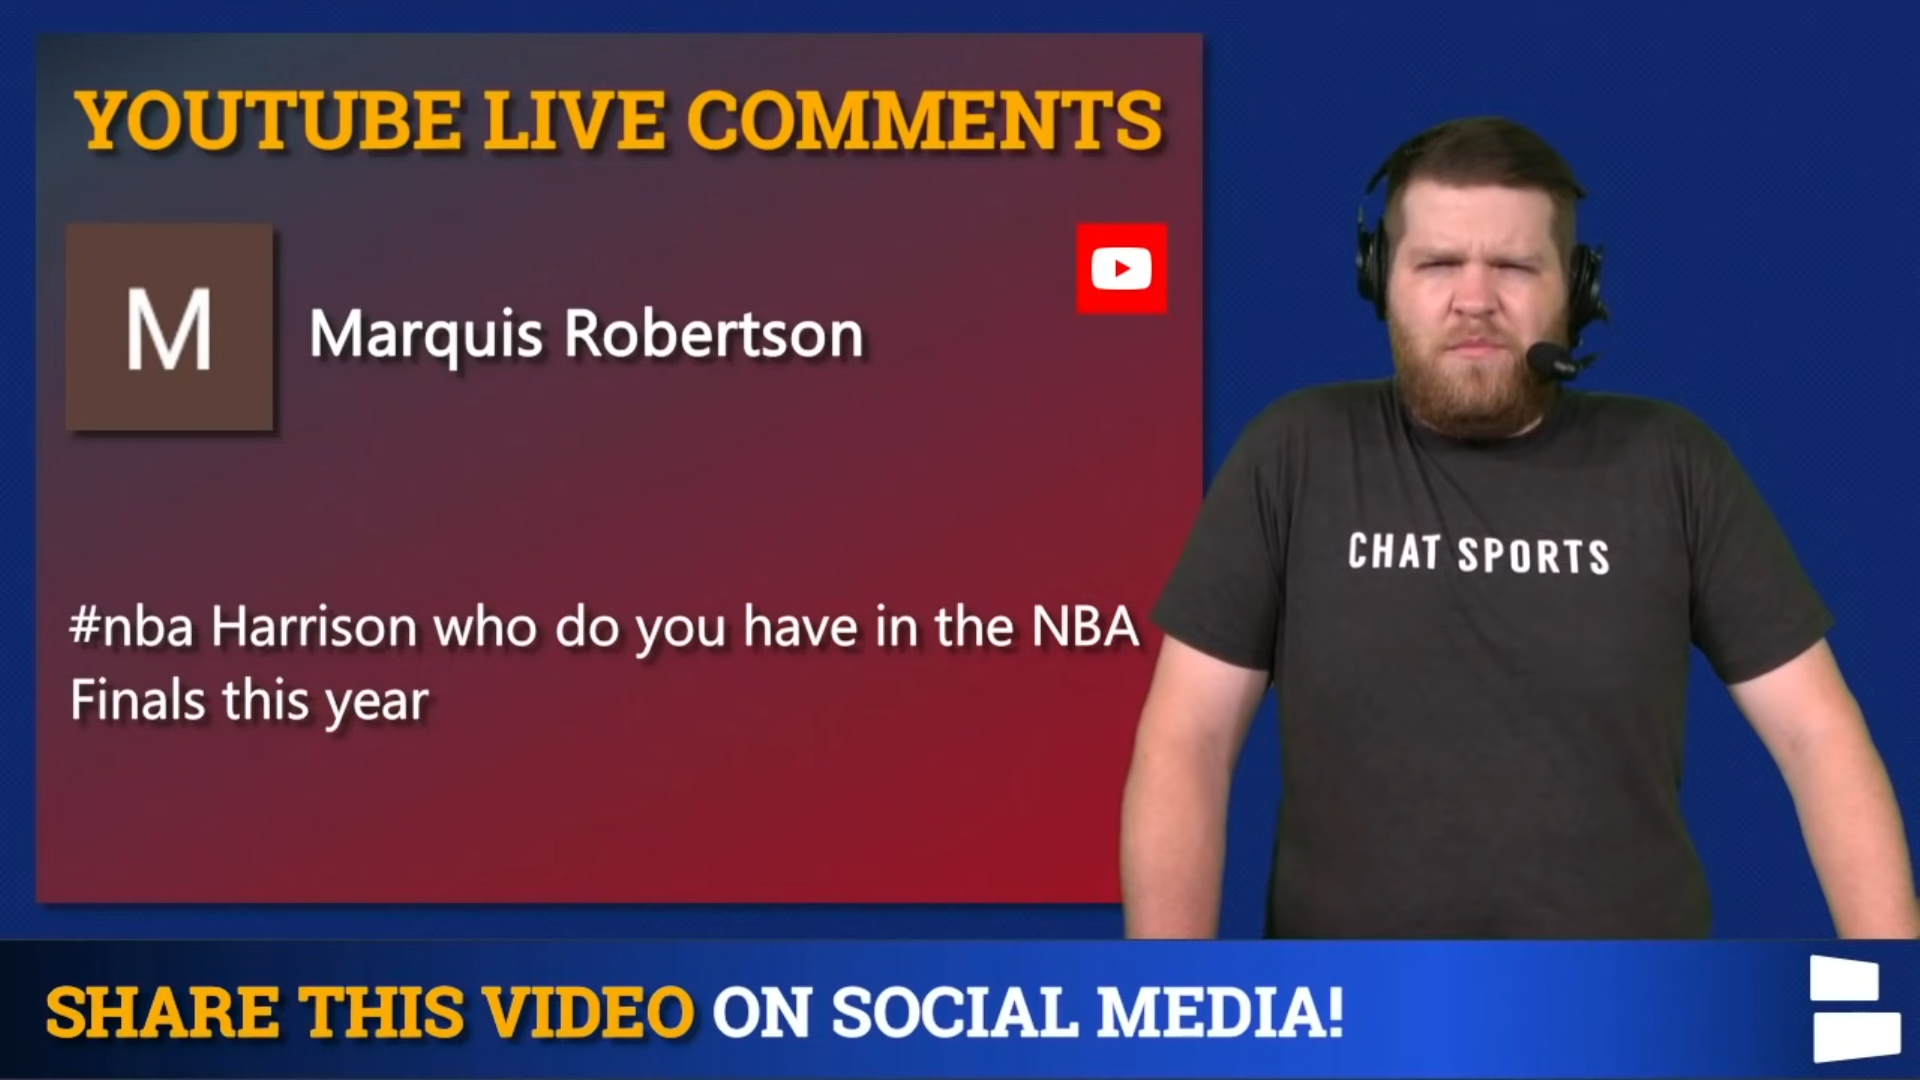 YOUTUBE LIVE COMMENTS
M
Marquis Robertson
#nba Harrison who do you have in the NBA
Finals this year
CHAT SPORTS
SHARE THIS VIDEO ON SOCIAL MEDIA!